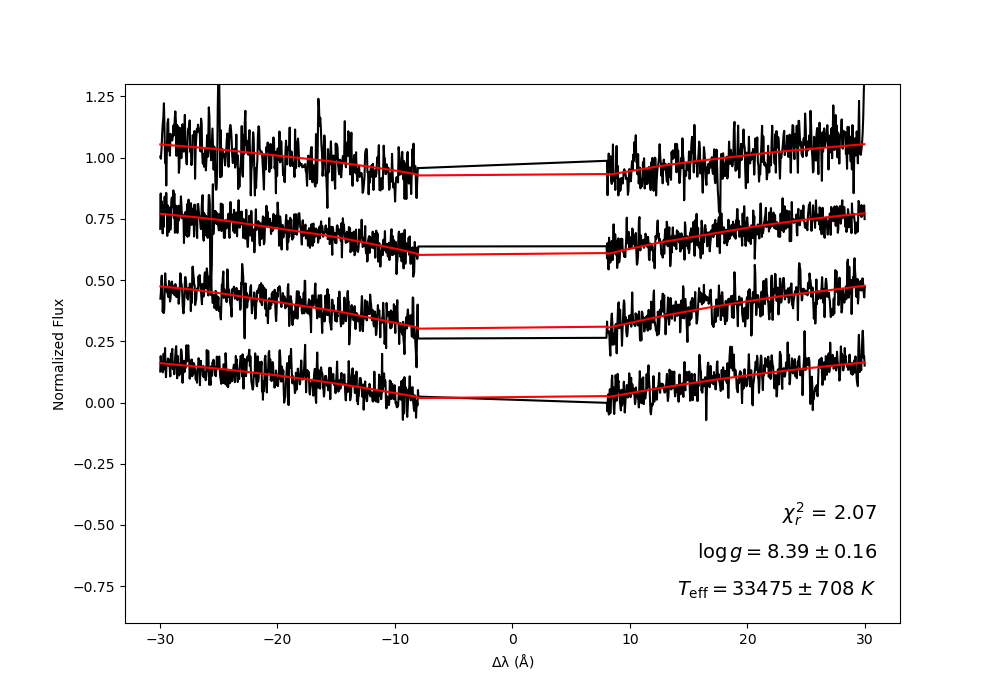 1.25
1.00
0.75
0.50
0.25
0.00
−0.25
−0.50
−0.75
Normalized Flux
χ²ᵣ = 2.07
log g = 8.39 ± 0.16
T_eff = 33475 ± 708 K
−30 −20 −10 0 10 20 30
Δλ (Å)